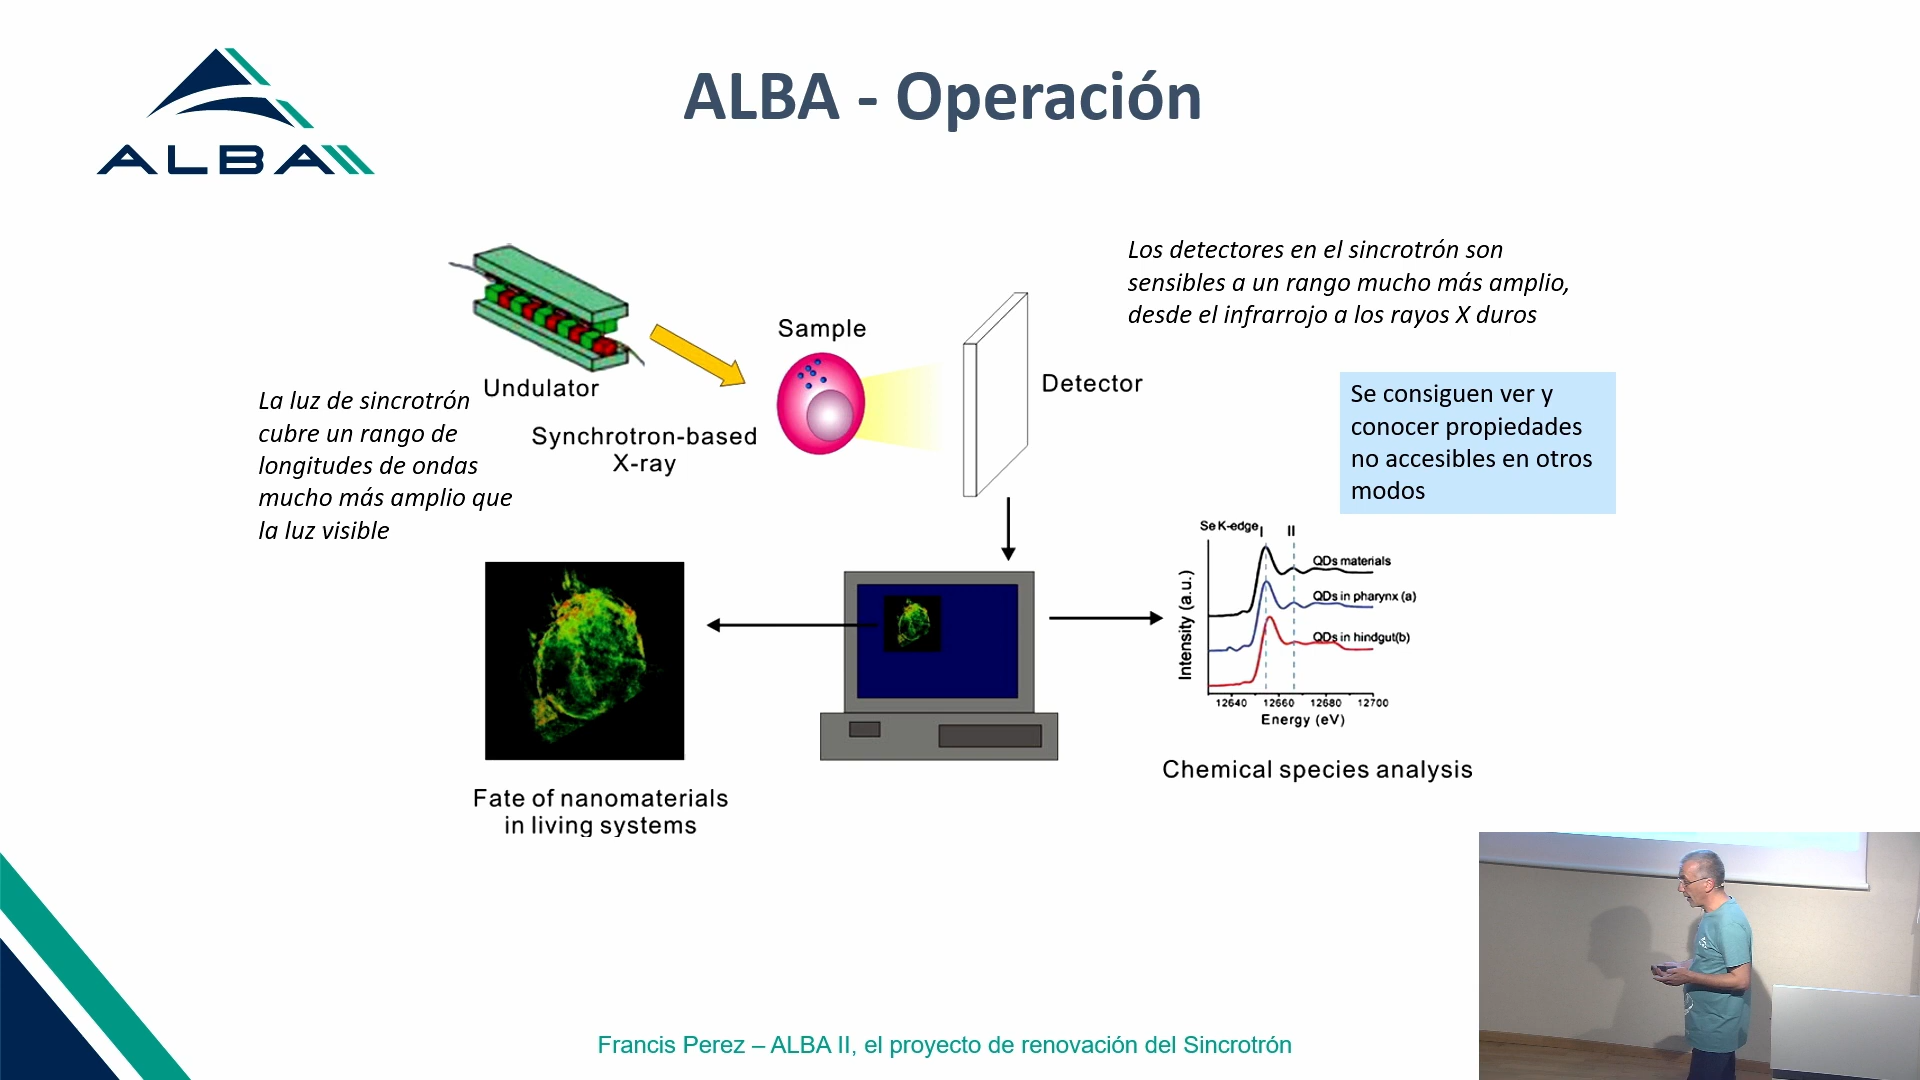 ALBA
ALBA - Operación
Los detectores en el sincrotrón son
sensibles a un rango mucho más amplio,
desde el infrarrojo a los rayos X duros
Sample
Undulator
Detector
La luz de sincrotrón
cubre un rango de
longitudes de ondas
mucho más amplio que
la luz visible
Synchrotron-based
X-ray
Se consiguen ver y
conocer propiedades
no accesibles en otros
modos
Se K-edge
I
II
QDs materials
QDs in pharynx (a)
QDs in hindgut(b)
Intensity (a.u.)
12640 12660 12680 12700
Energy (eV)
Chemical species analysis
Fate of nanomaterials
in living systems
Francis Perez – ALBA II, el proyecto de renovación del Sincrotrón